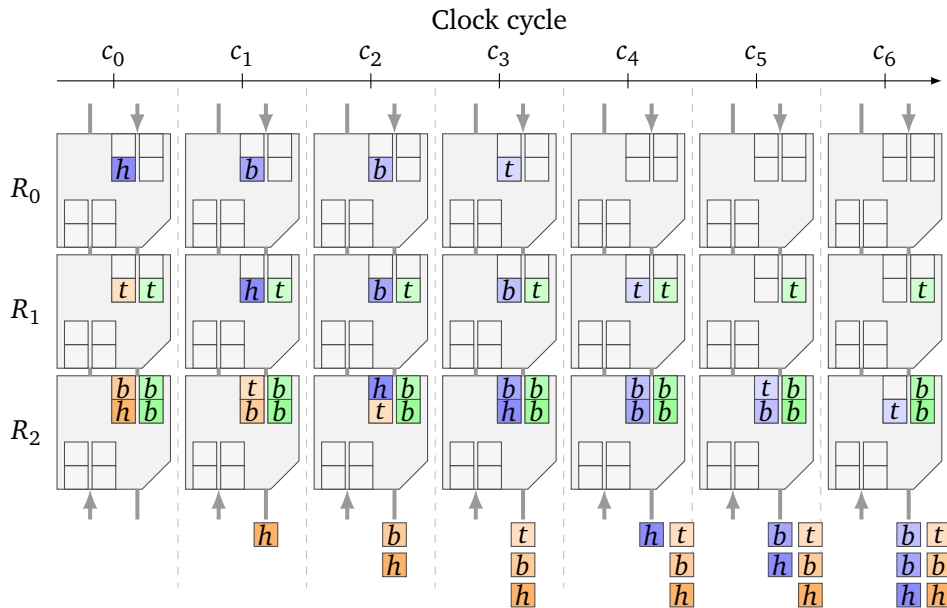 Clock cycle
c0 c1 c2 c3 c4 c5 c6
R0
h b b t
R1
t t h t b t b t t t t t
R2
b b t b h b b b b b t b b
h b b b t b h b b b b b t b
h b t h t b t b t
h b b b h b b b
h h h h h